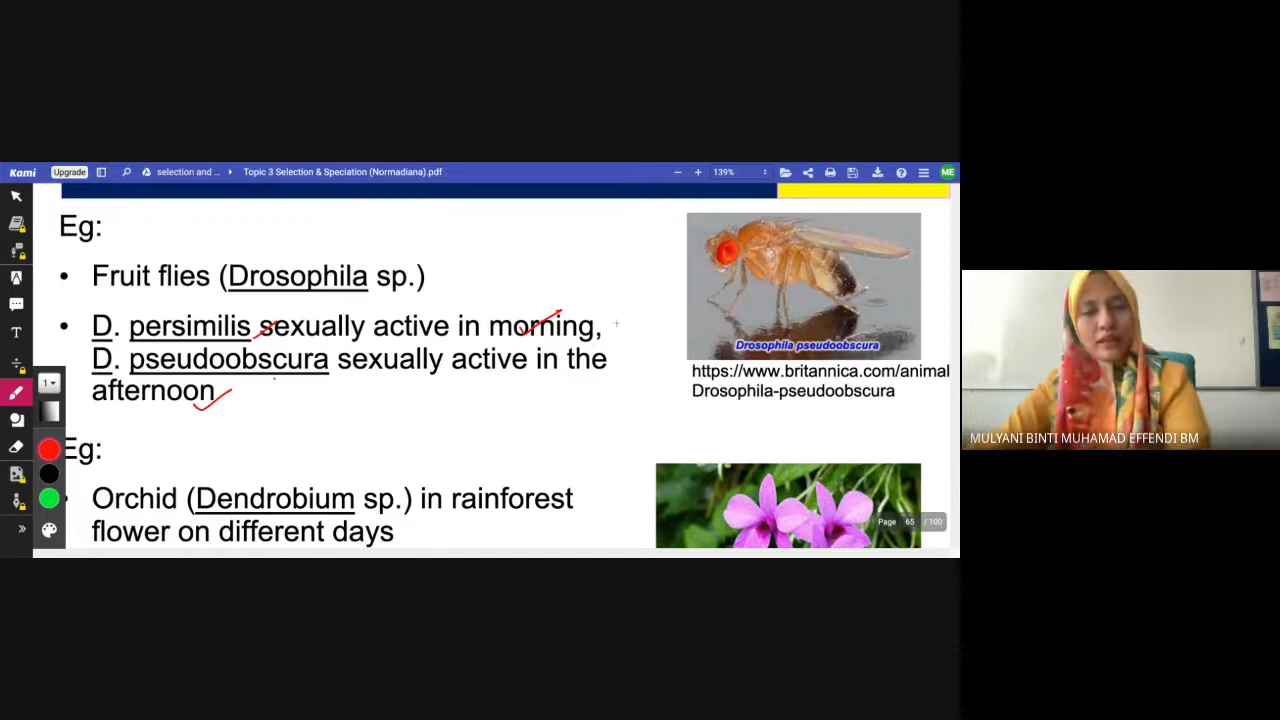 Kami
Upgrade
selection and ...
Topic 3 Selection & Speciation (Normadiana).pdf
139%
ME
Eg:
• Fruit flies (Drosophila sp.)
• D. persimilis sexually active in morning,
D. pseudoobscura sexually active in the
afternoon
Drosophila pseudoobscura
https://www.britannica.com/animal
Drosophila-pseudoobscura
Eg:
• Orchid (Dendrobium sp.) in rainforest
flower on different days
Page 65 / 100
T
1
MULYANI BINTI MUHAMAD EFFENDI BM